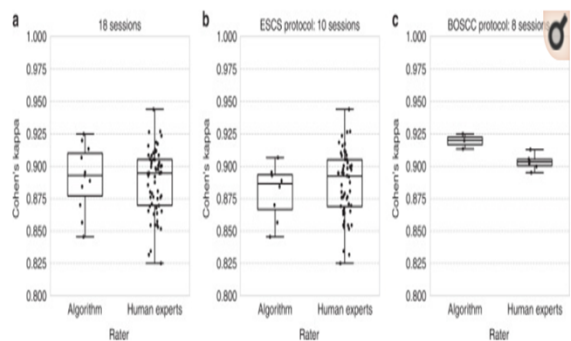 a
18 sessions
Cohen's kappa
1.000
0.975
0.950
0.925
0.900
0.875
0.850
0.825
0.800
Algorithm
Human experts
Rater
b
ESCS protocol: 10 sessions
Cohen's kappa
1.000
0.975
0.950
0.925
0.900
0.875
0.850
0.825
0.800
Algorithm
Human experts
Rater
c
BOSCC protocol: 8
Cohen's kappa
1.000
0.975
0.950
0.925
0.900
0.875
0.850
0.825
0.800
Algorithm
Human experts
Rater